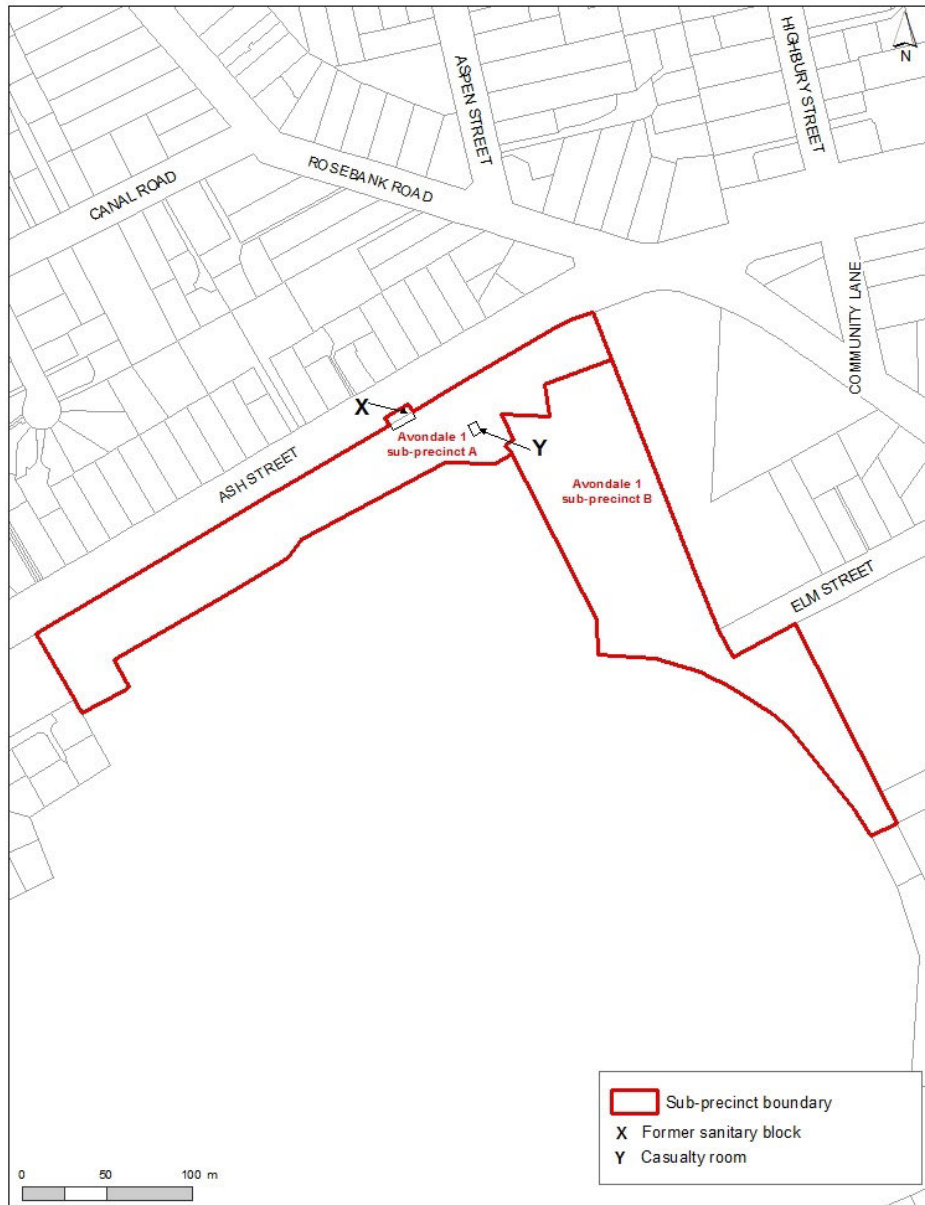 HIGHBURY STREET
ASPEN STREET
N
CANAL ROAD
ROSEBANK ROAD
COMMUNITY LANE
X
Y
Avondale 1
sub-precinct A
ASH STREET
Avondale 1
sub-precinct B
ELM STREET
Sub-precinct boundary
X Former sanitary block
Y Casualty room
0 50 100 m